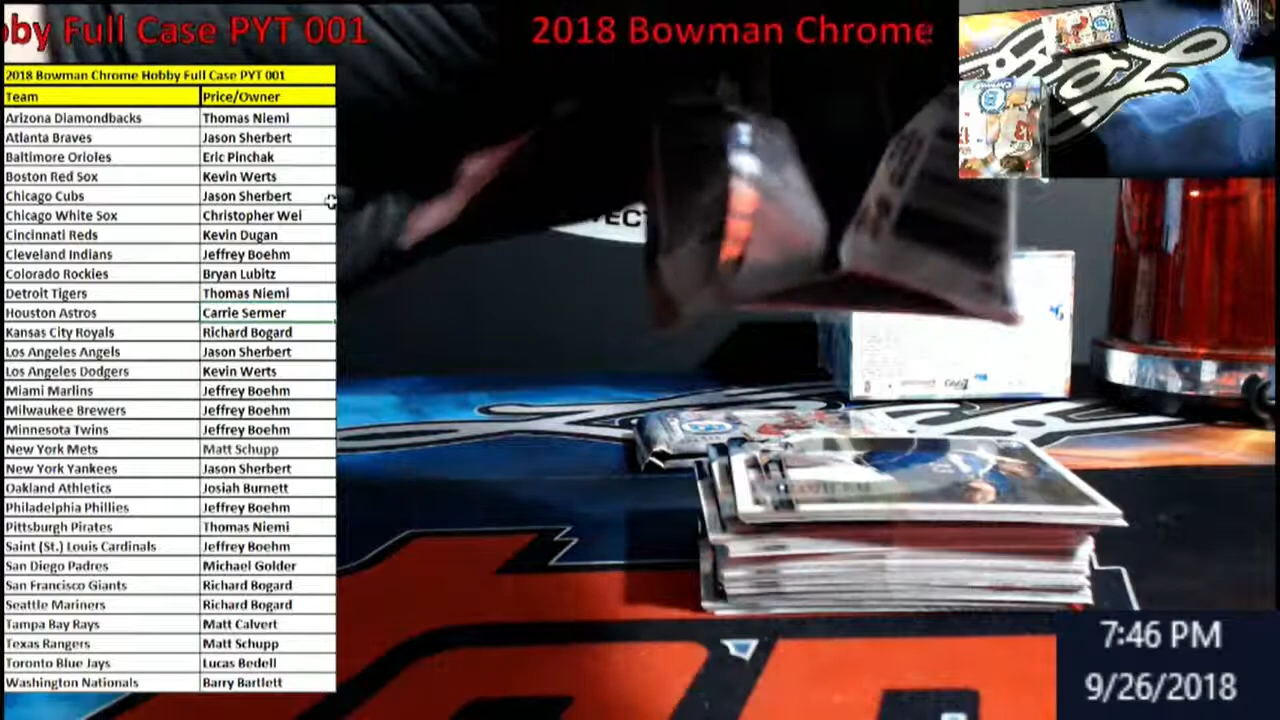 bby Full Case PYT 001 2018 Bowman Chrome
2018 Bowman Chrome Hobby Full Case PYT 001
Team Price/Owner
Arizona Diamondbacks Thomas Niemi
Atlanta Braves Jason Sherbert
Baltimore Orioles Eric Pinchak
Boston Red Sox Kevin Werts
Chicago Cubs Jason Sherbert
Chicago White Sox Christopher Wel
Cincinnati Reds Kevin Dugan
Cleveland Indians Jeffrey Boehm
Colorado Rockies Bryan Lubitz
Detroit Tigers Thomas Niemi
Houston Astros Carrie Sermer
Kansas City Royals Richard Bogard
Los Angeles Angels Jason Sherbert
Los Angeles Dodgers Kevin Werts
Miami Marlins Jeffrey Boehm
Milwaukee Brewers Jeffrey Boehm
Minnesota Twins Jeffrey Boehm
New York Mets Matt Schupp
New York Yankees Jason Sherbert
Oakland Athletics Josiah Burnett
Philadelphia Phillies Jeffrey Boehm
Pittsburgh Pirates Thomas Niemi
Saint (St.) Louis Cardinals Jeffrey Boehm
San Diego Padres Michael Golder
San Francisco Giants Richard Bogard
Seattle Mariners Richard Bogard
Tampa Bay Rays Matt Calvert
Texas Rangers Matt Schupp
Toronto Blue Jays Lucas Bedell
Washington Nationals Barry Bartlett
7:46 PM
9/26/2018